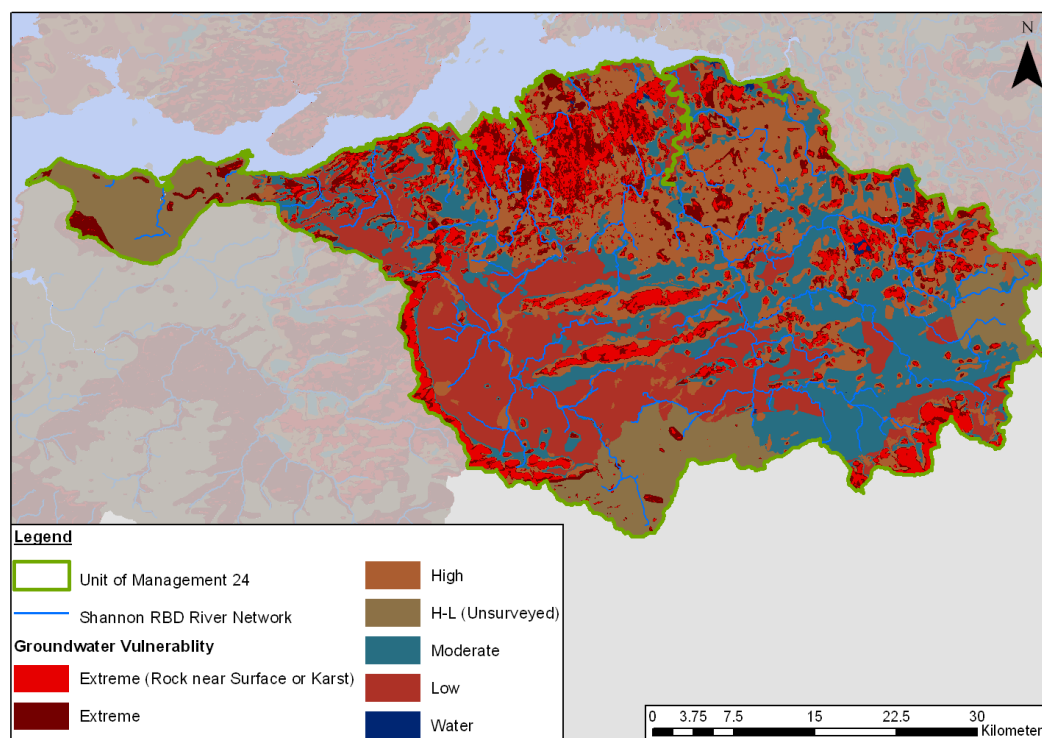 N
Legend
Unit of Management 24
Shannon RBD River Network
Groundwater Vulnerablity
Extreme (Rock near Surface or Karst)
Extreme
High
H-L (Unsurveyed)
Moderate
Low
Water
0 3.75 7.5 15 22.5 30
Kilometer